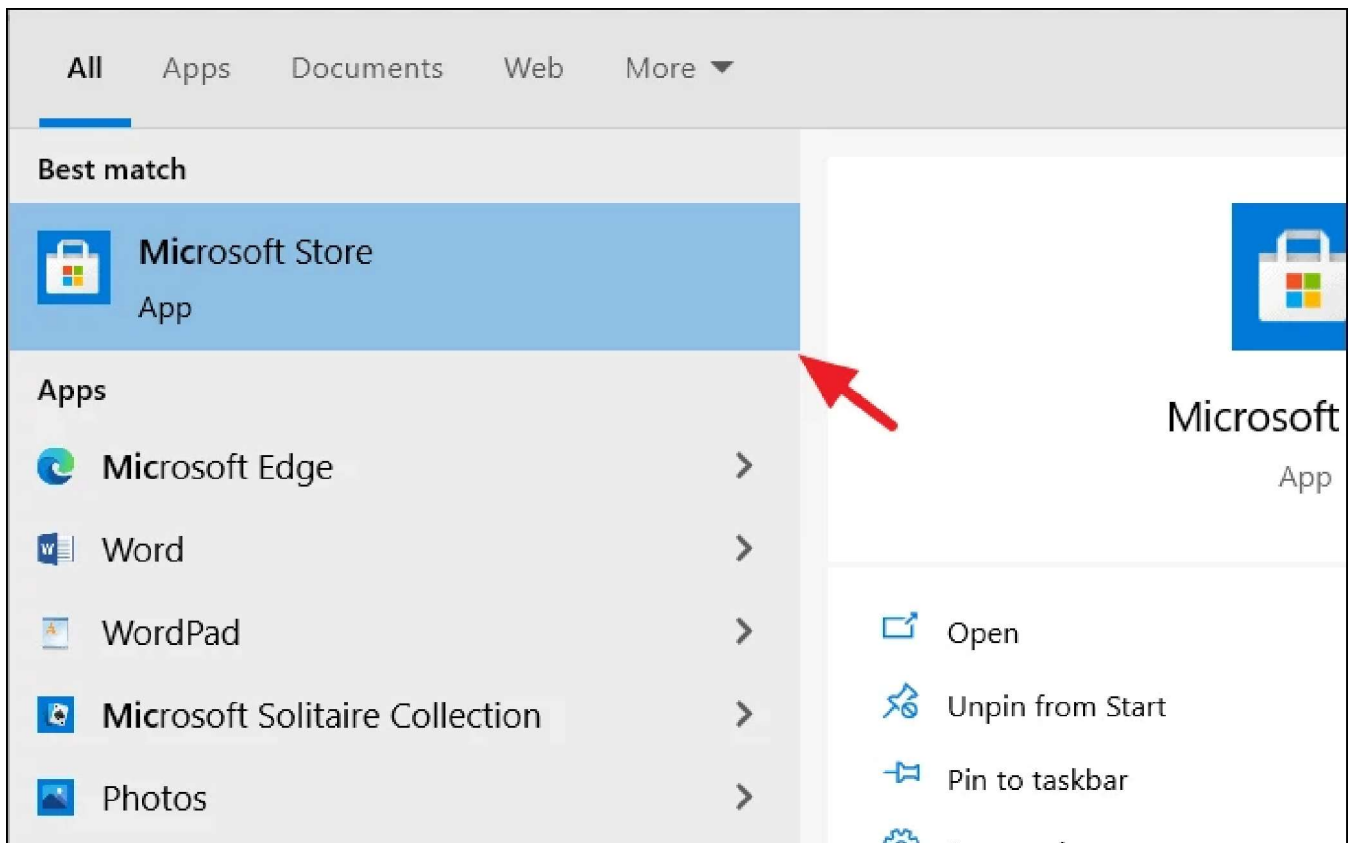 All Apps Documents Web More
Best match
Microsoft Store
App
Apps
Microsoft Edge
Word
WordPad
Microsoft Solitaire Collection
Photos
Microsoft
App
Open
Unpin from Start
Pin to taskbar